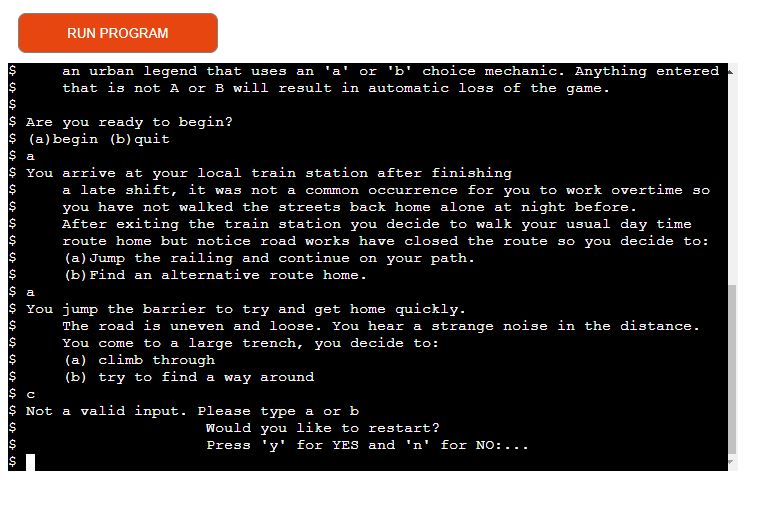 RUN PROGRAM
$ an urban legend that uses an 'a' or 'b' choice mechanic. Anything entered
$ that is not A or B will result in automatic loss of the game.
$
$ Are you ready to begin?
$ (a)begin (b)quit
$ a
$ You arrive at your local train station after finishing
$ a late shift, it was not a common occurrence for you to work overtime so
$ you have not walked the streets back home alone at night before.
$ After exiting the train station you decide to walk your usual day time
$ route home but notice road works have closed the route so you decide to:
$ (a)Jump the railing and continue on your path.
$ (b)Find an alternative route home.
$ a
$ You jump the barrier to try and get home quickly.
$ The road is uneven and loose. You hear a strange noise in the distance.
$ You come to a large trench, you decide to:
$ (a) climb through
$ (b) try to find a way around
$ c
$ Not a valid input. Please type a or b
$ Would you like to restart?
$ Press 'y' for YES and 'n' for NO:...
$